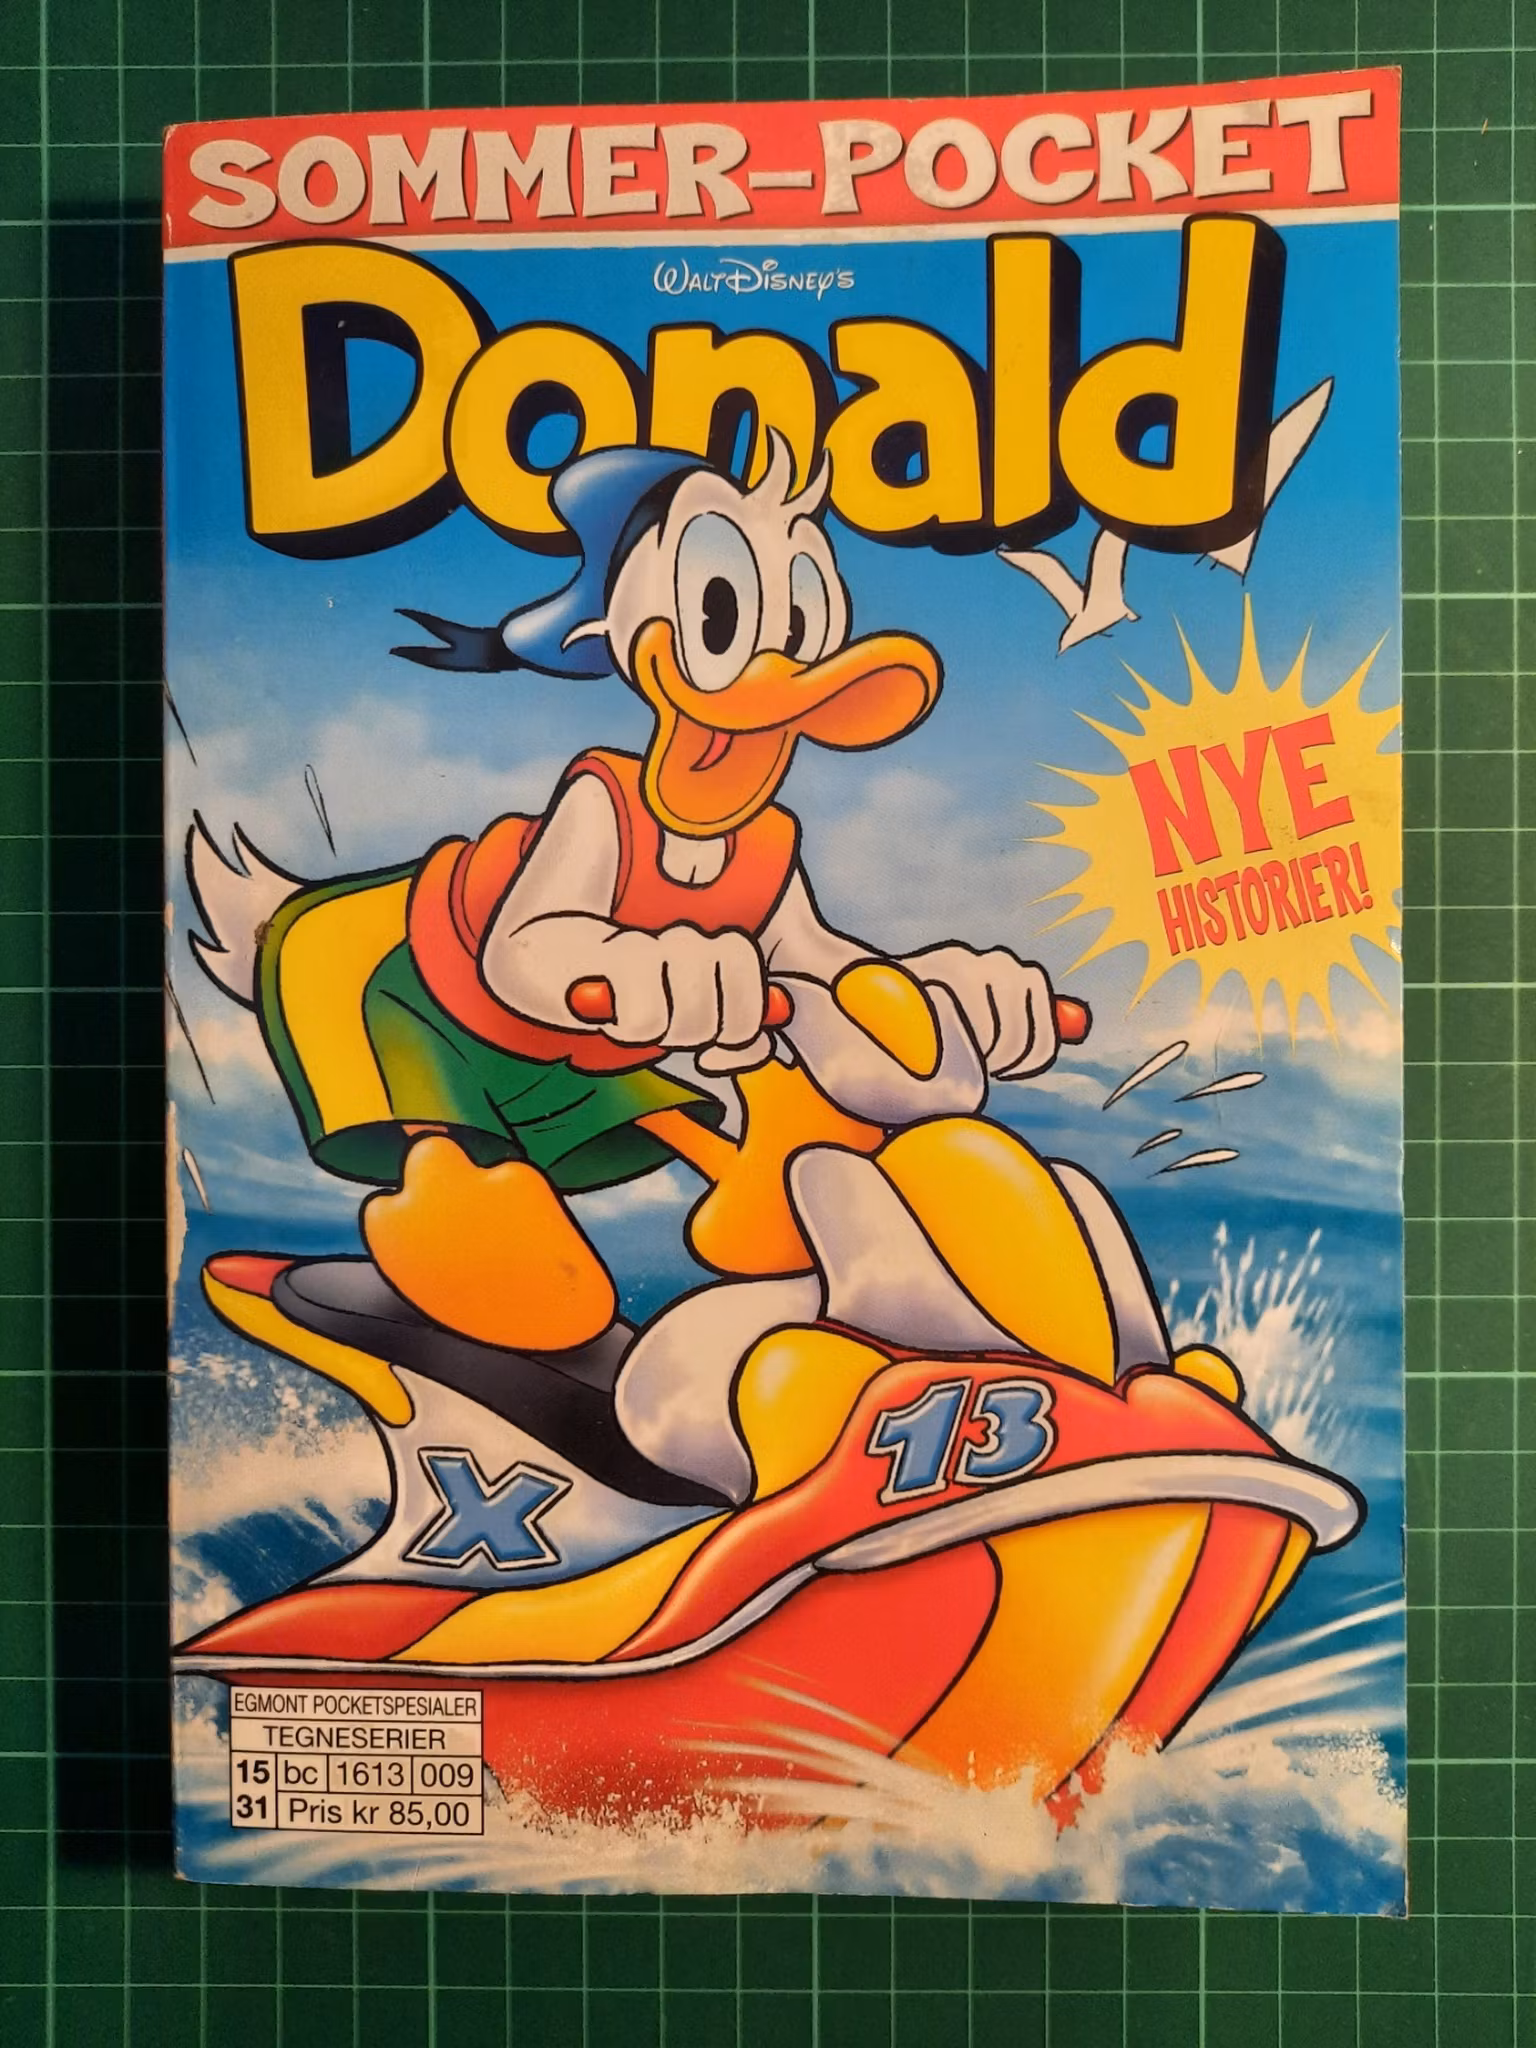 SOMMER-POCKET
WALT DISNEY'S
Donald
NYE
HISTORIER!
13
X
EGMONT POCKETSPESIALER
TEGNESERIER
15 bc 1613 009
31 Pris kr 85,00